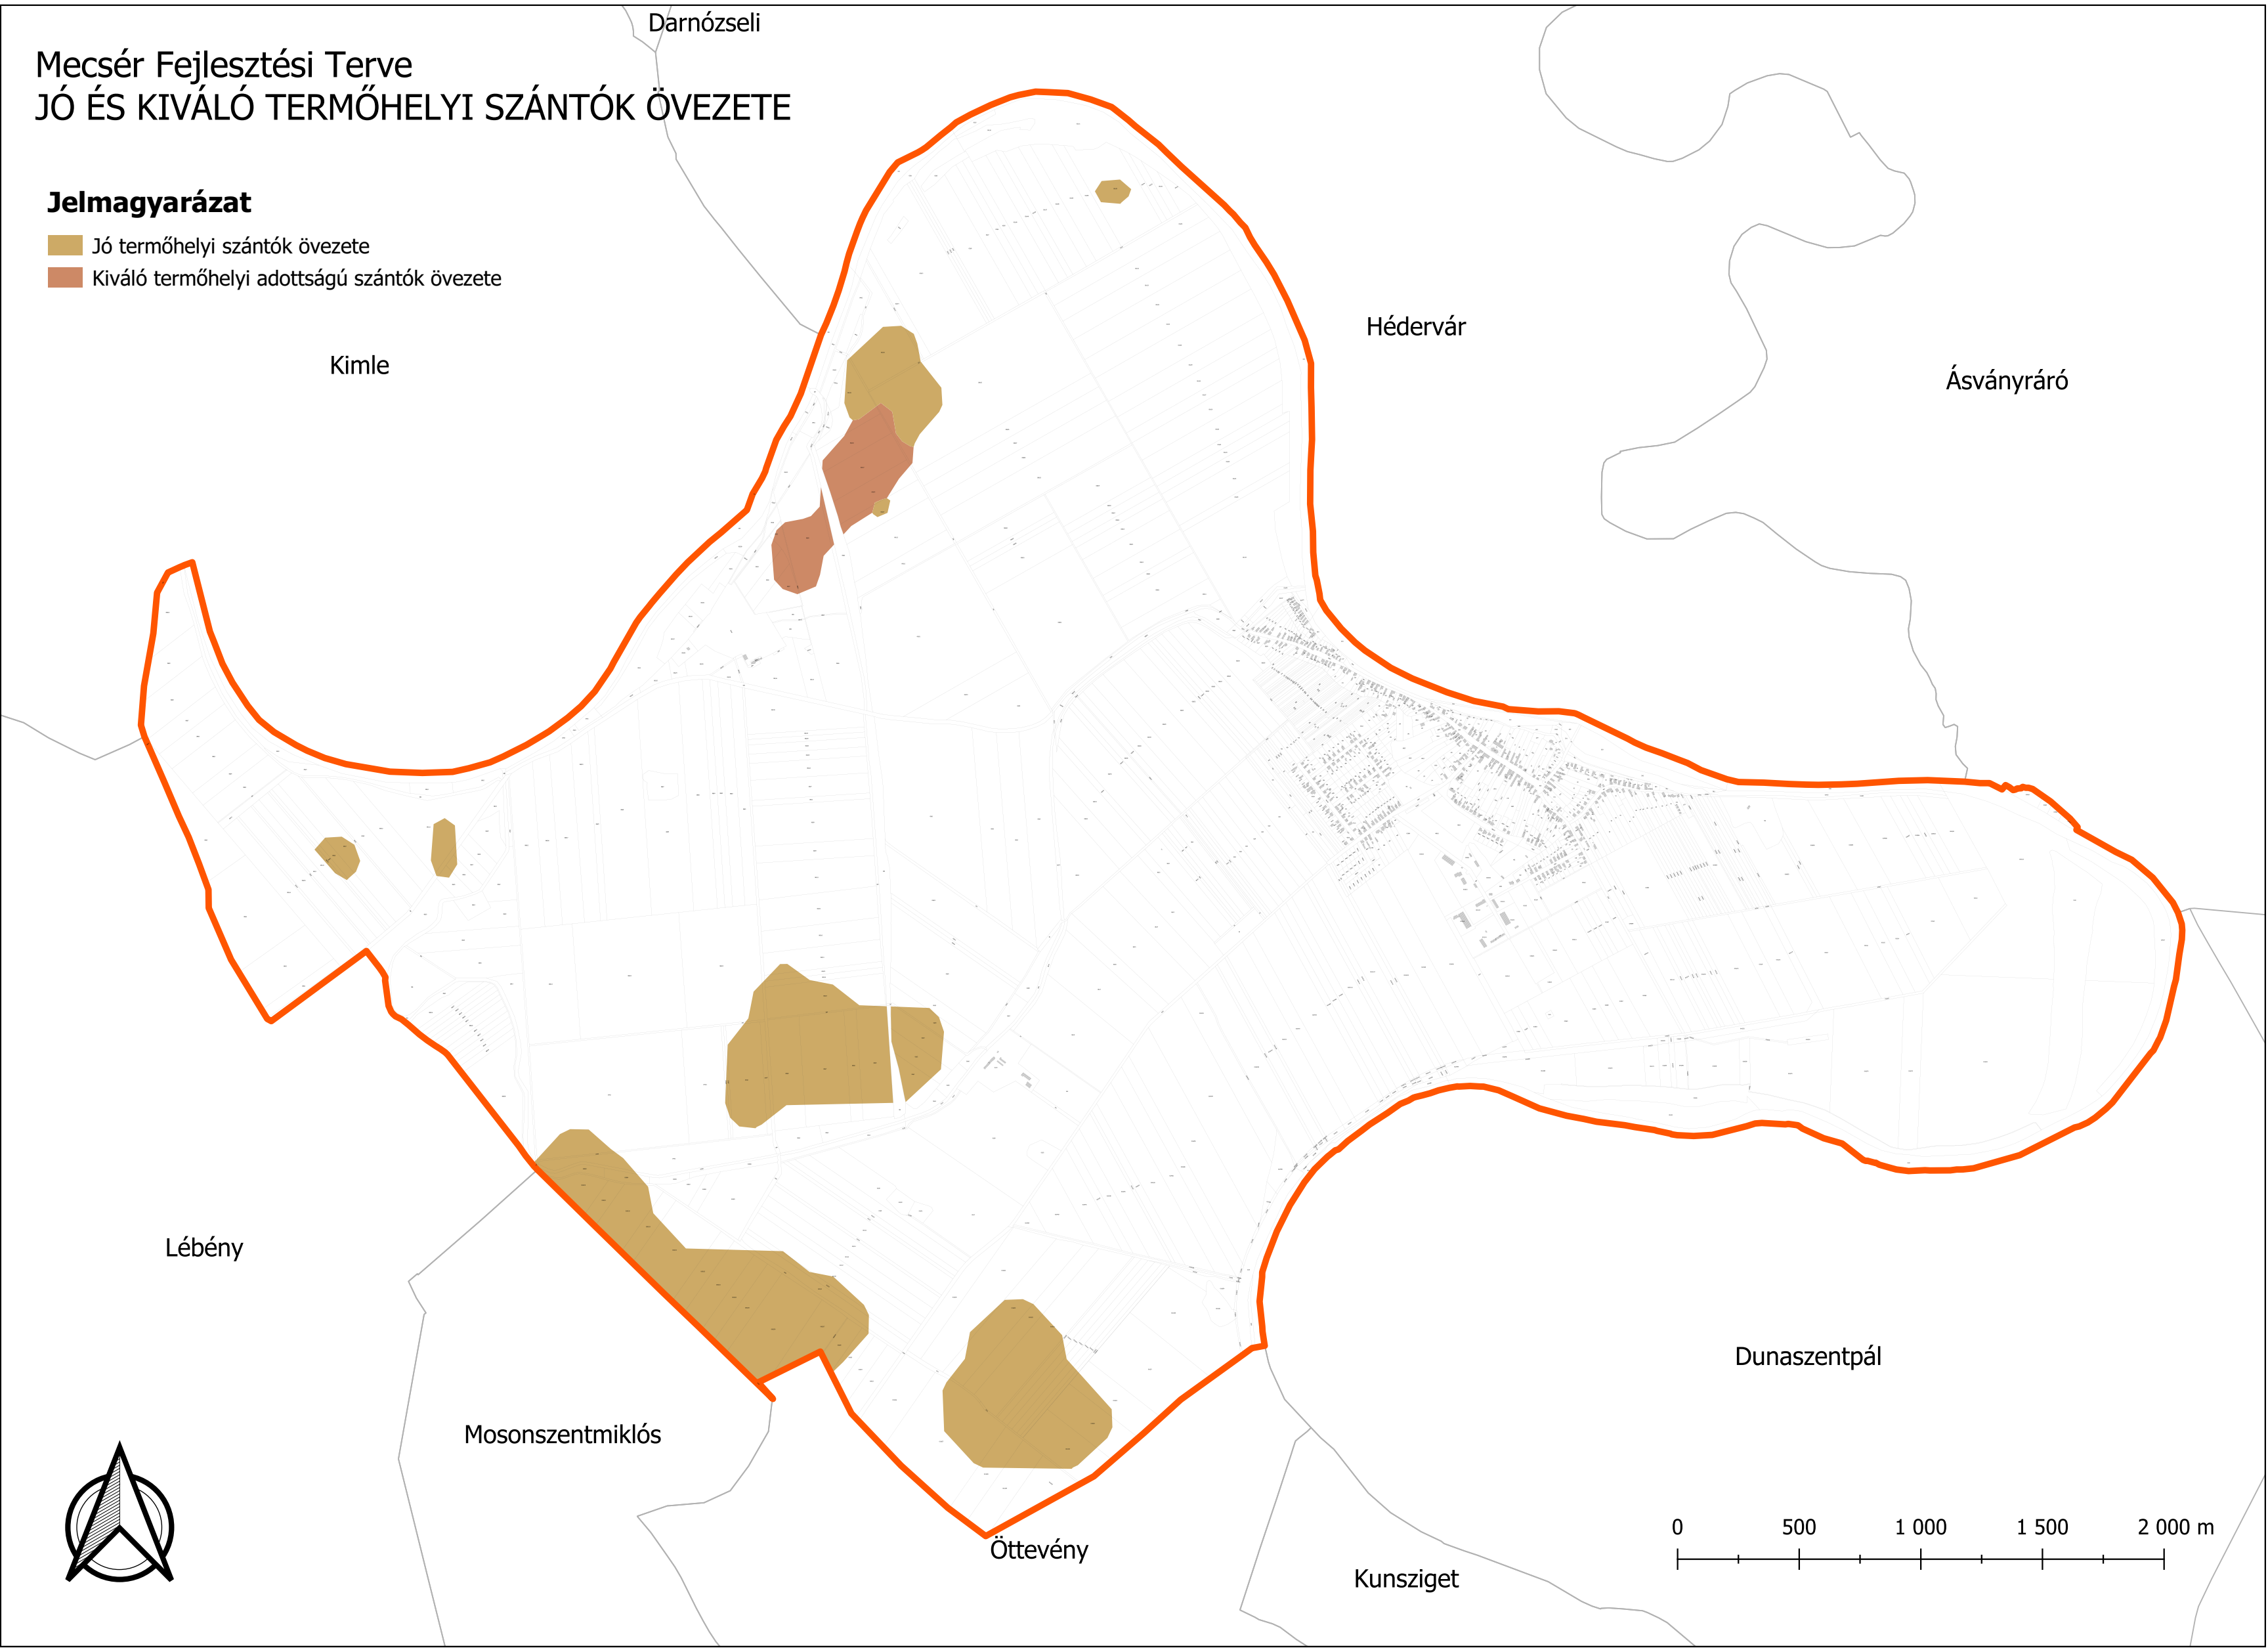 Darnózseli
Mecsér Fejlesztési Terve
JÓ ÉS KIVÁLÓ TERMŐHELYI SZÁNTÓK ÖVEZETE
Jelmagyarázat
Jó termőhelyi szántók övezete
Kiváló termőhelyi adottságú szántók övezete
Hédervár
Kimle
Ásványráró
Lébény
Dunaszentpál
Mosonszentmiklós
Öttevény
Kunsziget
0 500 1 000 1 500 2 000 m